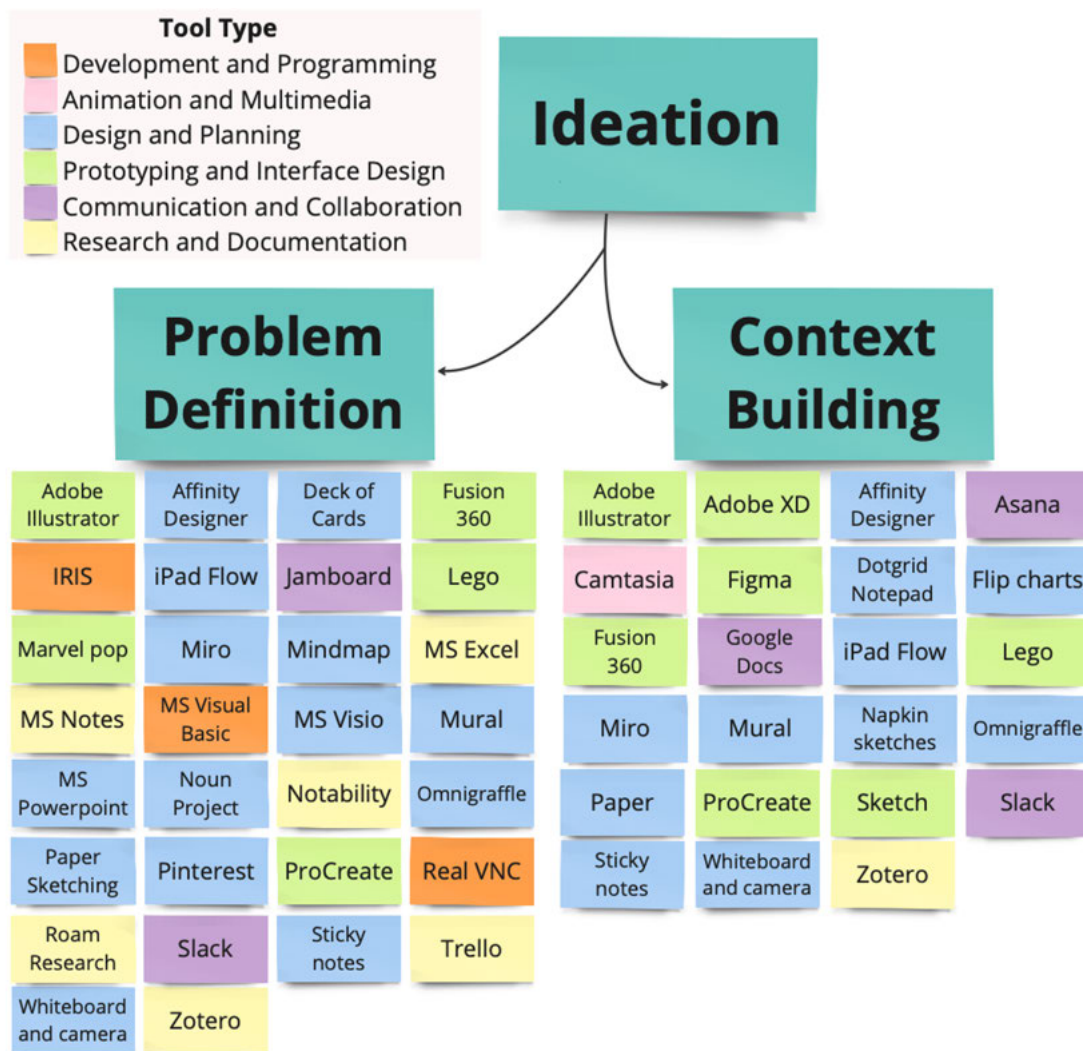 Tool Type
Development and Programming
Animation and Multimedia
Design and Planning
Prototyping and Interface Design
Communication and Collaboration
Research and Documentation
Ideation
Problem
Definition
Context
Building
Adobe
Illustrator
Affinity
Designer
Deck of
Cards
Fusion
360
IRIS
iPad Flow
Jamboard
Lego
Marvel pop
Miro
Mindmap
MS Excel
MS Notes
MS Visual
Basic
MS Visio
Mural
MS
Powerpoint
Noun
Project
Notability
Omnigraffle
Paper
Sketching
Pinterest
ProCreate
Real VNC
Roam
Research
Slack
Sticky
notes
Trello
Whiteboard
and camera
Zotero
Adobe
Illustrator
Adobe XD
Affinity
Designer
Asana
Camtasia
Figma
Dotgrid
Notepad
Flip charts
Fusion
360
Google
Docs
iPad Flow
Lego
Miro
Mural
Napkin
sketches
Omnigraffle
Paper
ProCreate
Sketch
Slack
Sticky
notes
Whiteboard
and camera
Zotero